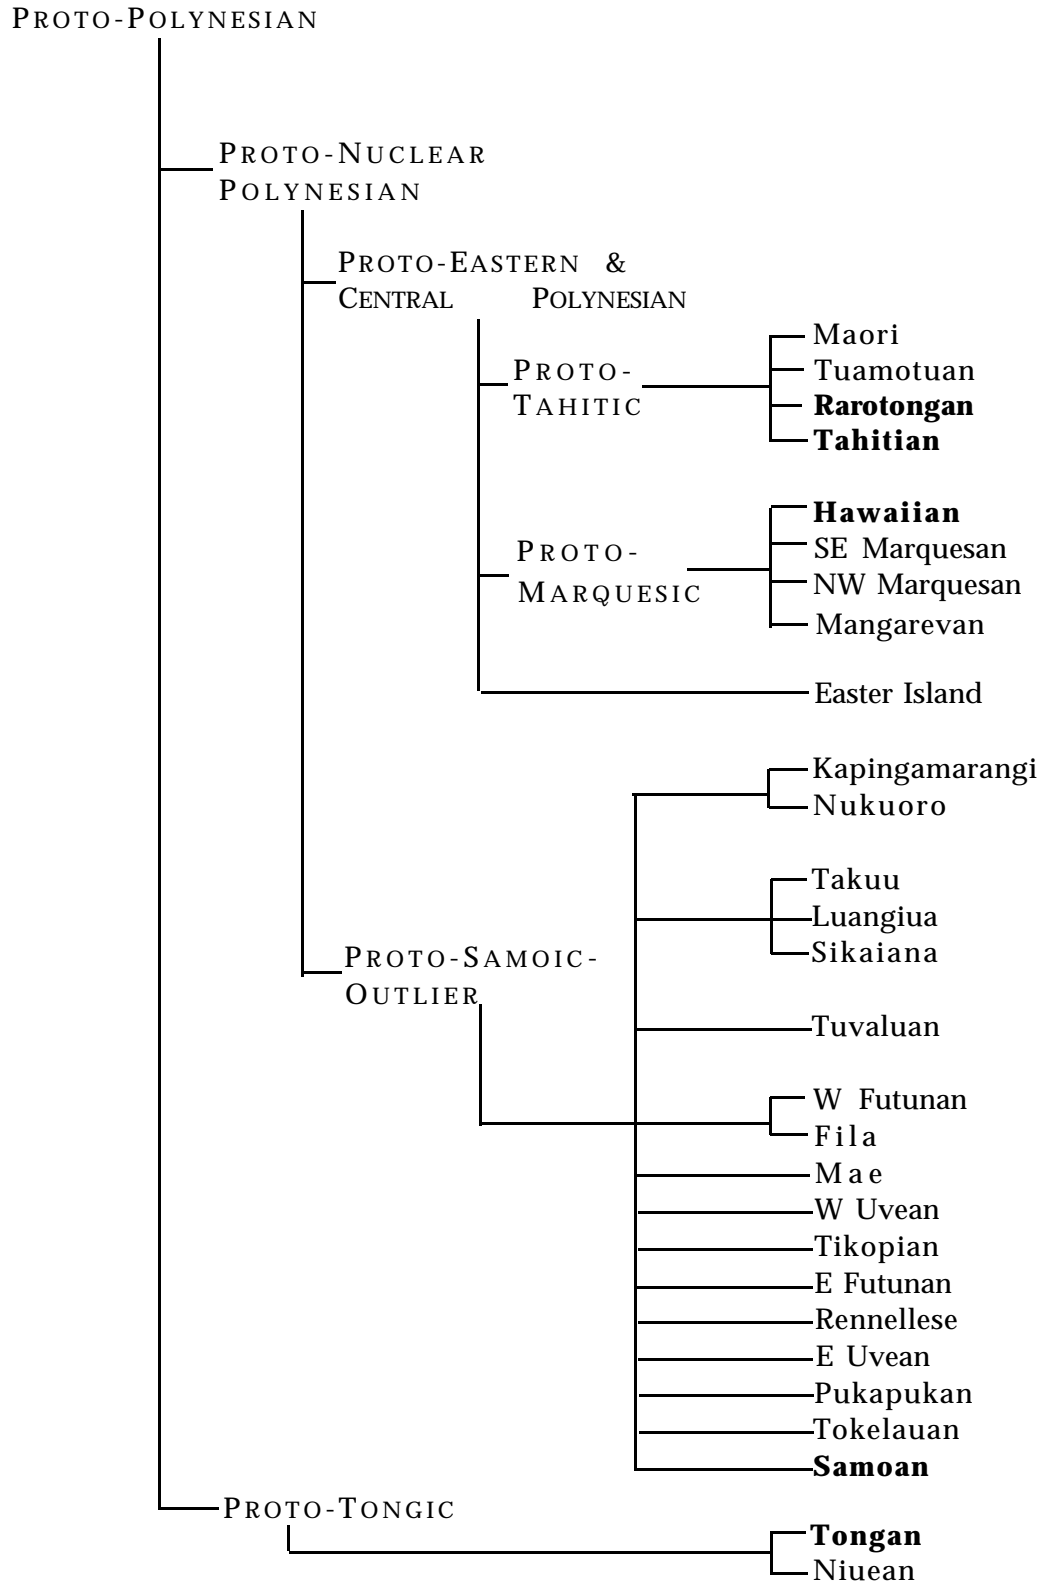 PROTO-POLYNESIAN
PROTO-NUCLEAR
POLYNESIAN
PROTO-EASTERN &
CENTRAL POLYNESIAN
PROTO-
TAHITIC
Maori
Tuamotuan
Rarotongan
Tahitian
PROTO-
MARQUESIC
Hawaiian
SE Marquesan
NW Marquesan
Mangarevan
Easter Island
PROTO-SAMOIC-
OUTLIER
Kapingamarangi
Nukuoro
Takuu
Luangiua
Sikaiana
Tuvaluan
W Futunan
Fila
Mae
W Uvean
Tikopian
E Futunan
Rennellese
E Uvean
Pukapukan
Tokelauan
Samoan
PROTO-TONGIC
Tongan
Niuean